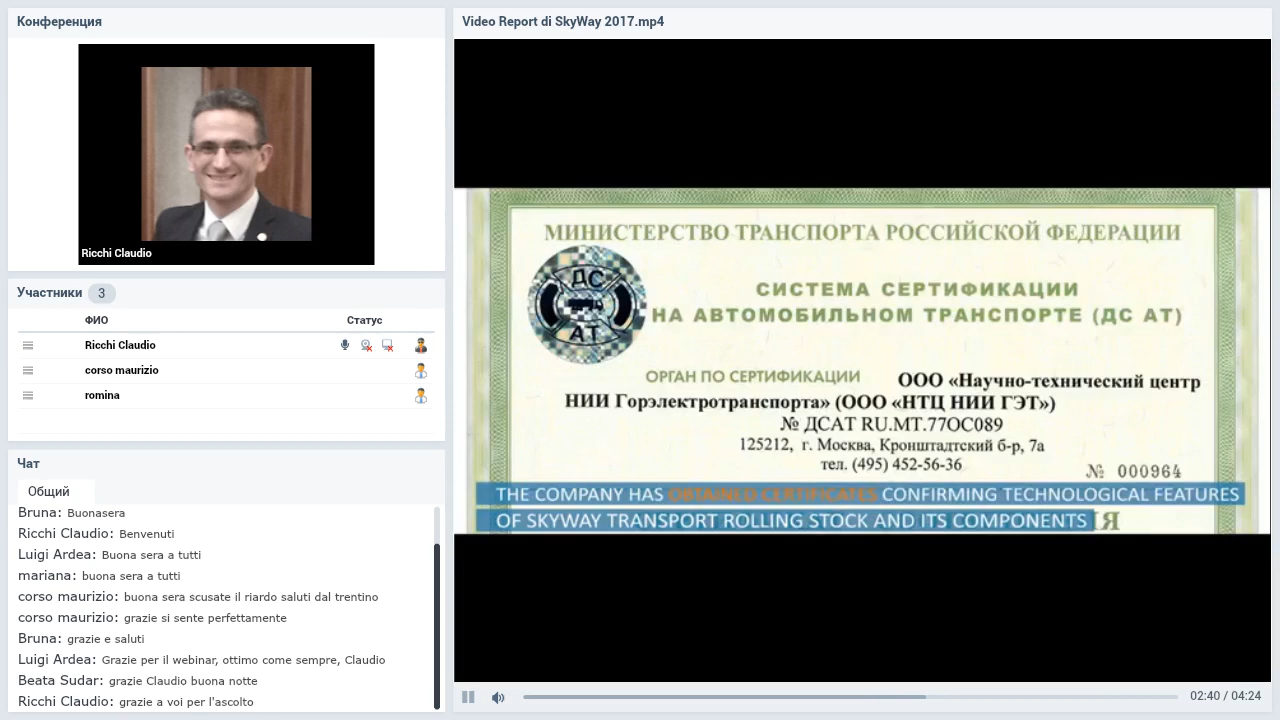 Конференция
Ricchi Claudio
Участники 3
ФИО Статус
Ricchi Claudio
corso maurizio
romina
Чат
Общий
Bruna: Buonasera
Ricchi Claudio: Benvenuti
Luigi Ardea: Buona sera a tutti
mariana: buona sera a tutti
corso maurizio: buona sera scusate il riardo saluti dal trentino
corso maurizio: grazie si sente perfettamente
Bruna: grazie e saluti
Luigi Ardea: Grazie per il webinar, ottimo come sempre, Claudio
Beata Sudar: grazie Claudio buona notte
Ricchi Claudio: grazie a voi per l'ascolto
Video Report di SkyWay 2017.mp4
МИНИСТЕРСТВО ТРАНСПОРТА РОССИЙСКОЙ ФЕДЕРАЦИИ
ДС
АТ
СИСТЕМА СЕРТИФИКАЦИИ
НА АВТОМОБИЛЬНОМ ТРАНСПОРТЕ (ДС АТ)
ОРГАН ПО СЕРТИФИКАЦИИ ООО «Научно-технический центр
НИИ Горэлектротранспорта» (ООО «НТЦ НИИ ГЭТ»)
№ ДСАТ RU.МТ.77ОС089
125212, г. Москва, Кронштадтский б-р, 7а
тел. (495) 452-56-36
№ 000964
THE COMPANY HAS OBTAINED CERTIFICATES CONFIRMING TECHNOLOGICAL FEATURES
OF SKYWAY TRANSPORT ROLLING STOCK AND ITS COMPONENTS
02:40 / 04:24